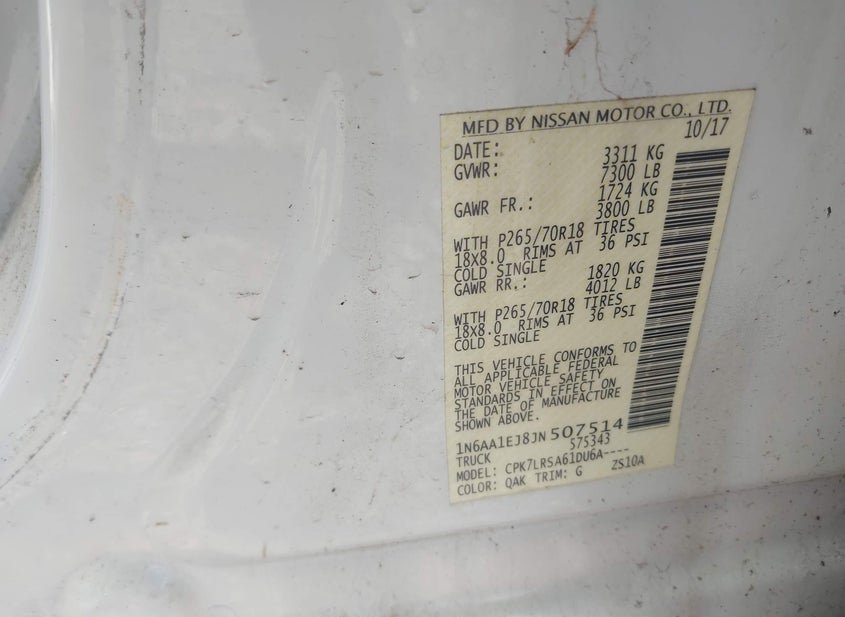 MFD BY NISSAN MOTOR CO., LTD.
DATE: 10/17
GVWR: 3311 KG
7300 LB
GAWR FR.: 1724 KG
3800 LB
WITH P265/70R18 TIRES
18X8.0 RIMS AT 36 PSI
COLD SINGLE
GAWR RR.: 1820 KG
4012 LB
WITH P265/70R18 TIRES
18X8.0 RIMS AT 36 PSI
COLD SINGLE
THIS VEHICLE CONFORMS TO
ALL APPLICABLE FEDERAL
MOTOR VEHICLE SAFETY
STANDARDS IN EFFECT ON
THE DATE OF MANUFACTURE
SHOWN ABOVE.
1N6AA1EJ8JN507514
TRUCK 575343
MODEL: CPK7LRSA61DU6A----
COLOR: QAK TRIM: G ZS10A